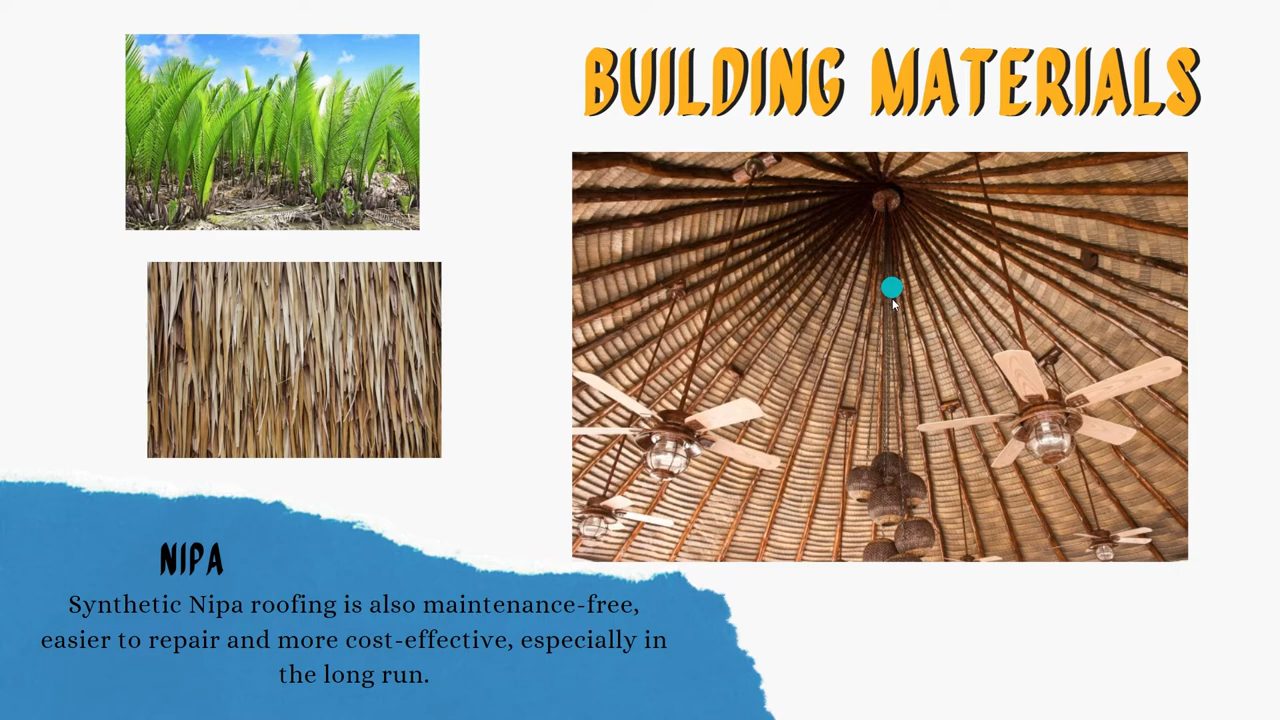 BUILDING MATERIALS
NIPA
Synthetic Nipa roofing is also maintenance-free,
easier to repair and more cost-effective, especially in
the long run.